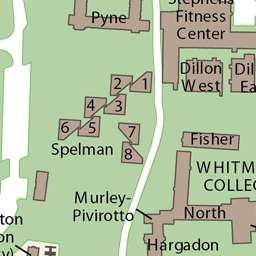 Pyne
Stephens
Fitness
Center
Dillon
West
2
1
4
3
6
5
7
8
Spelman
Fisher
WHITM
COLLEG
Murley-
Pivirotto
North
Hargadon
H